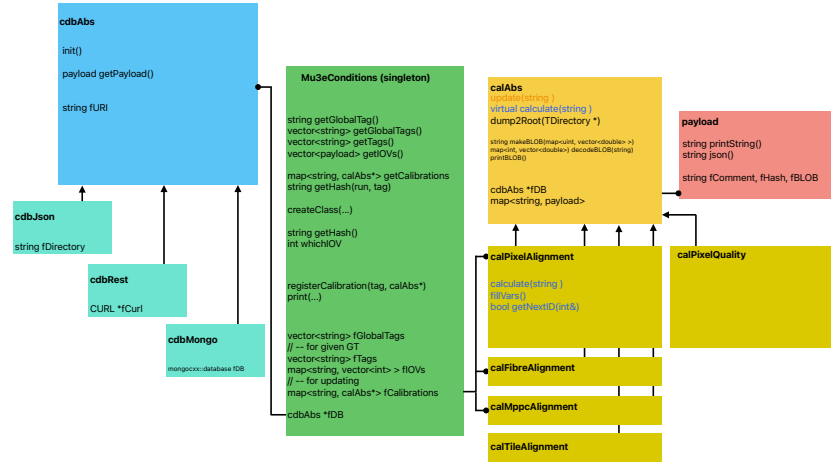 cdbAbs
init()
payload getPayload()
string fURI
cdbJson
string fDirectory
cdbRest
CURL *fCurl
cdbMongo
mongocxx::database fDB
Mu3eConditions (singleton)
string getGlobalTag()
vector<string> getGlobalTags()
vector<string> getTags()
vector<payload> getIOVs()
map<string, calAbs*> getCalibrations
string getHash(run, tag)
createClass(...)
string getHash()
int whichIOV
registerCalibration(tag, calAbs*)
print(...)
vector<string> fGlobalTags
// -- for given GT
vector<string> fTags
map<string, vector<int> > fIOVs
// -- for updating
map<string, calAbs*> fCalibrations
cdbAbs *fDB
calAbs
update(string )
virtual calculate(string )
dump2Root(TDirectory *)
string makeBLOB(map<uint, vector<double> >)
map<int, vector<double>) decodeBLOB(string)
printBLOB()
cdbAbs *fDB
map<string, payload>
payload
string printString()
string json()
string fComment, fHash, fBLOB
calPixelAlignment
calculate(string )
fillVars()
bool getNextID(int&)
calPixelQuality
calFibreAlignment
calMppcAlignment
calTileAlignment